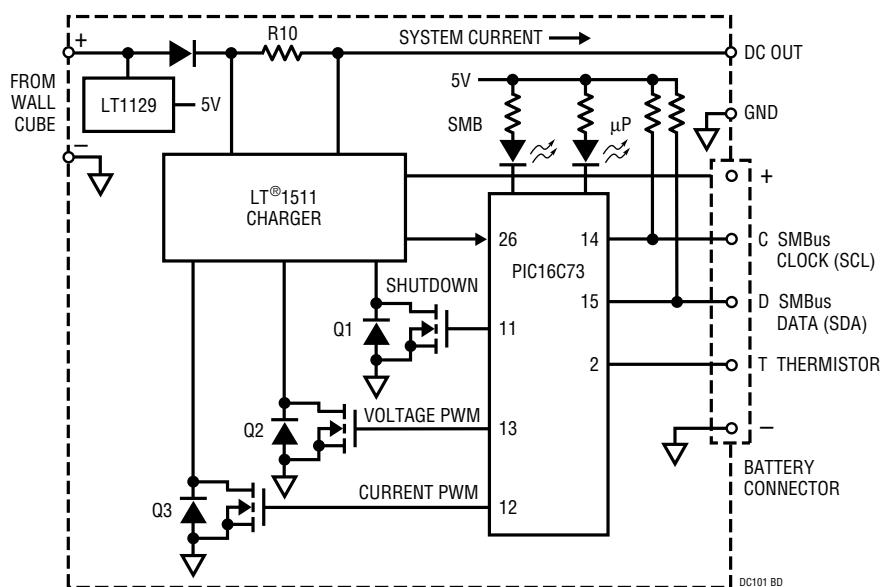 +
R10
SYSTEM CURRENT
DC OUT
FROM
WALL
CUBE
LT1129
5V
5V
SMB
µP
GND
–
LT®1511
CHARGER
+
26
14
C SMBus
CLOCK (SCL)
PIC16C73
SHUTDOWN
15
D SMBus
DATA (SDA)
Q1
11
2
T THERMISTOR
Q2
VOLTAGE PWM
13
–
BATTERY
CONNECTOR
Q3
CURRENT PWM
12
DC101 BD